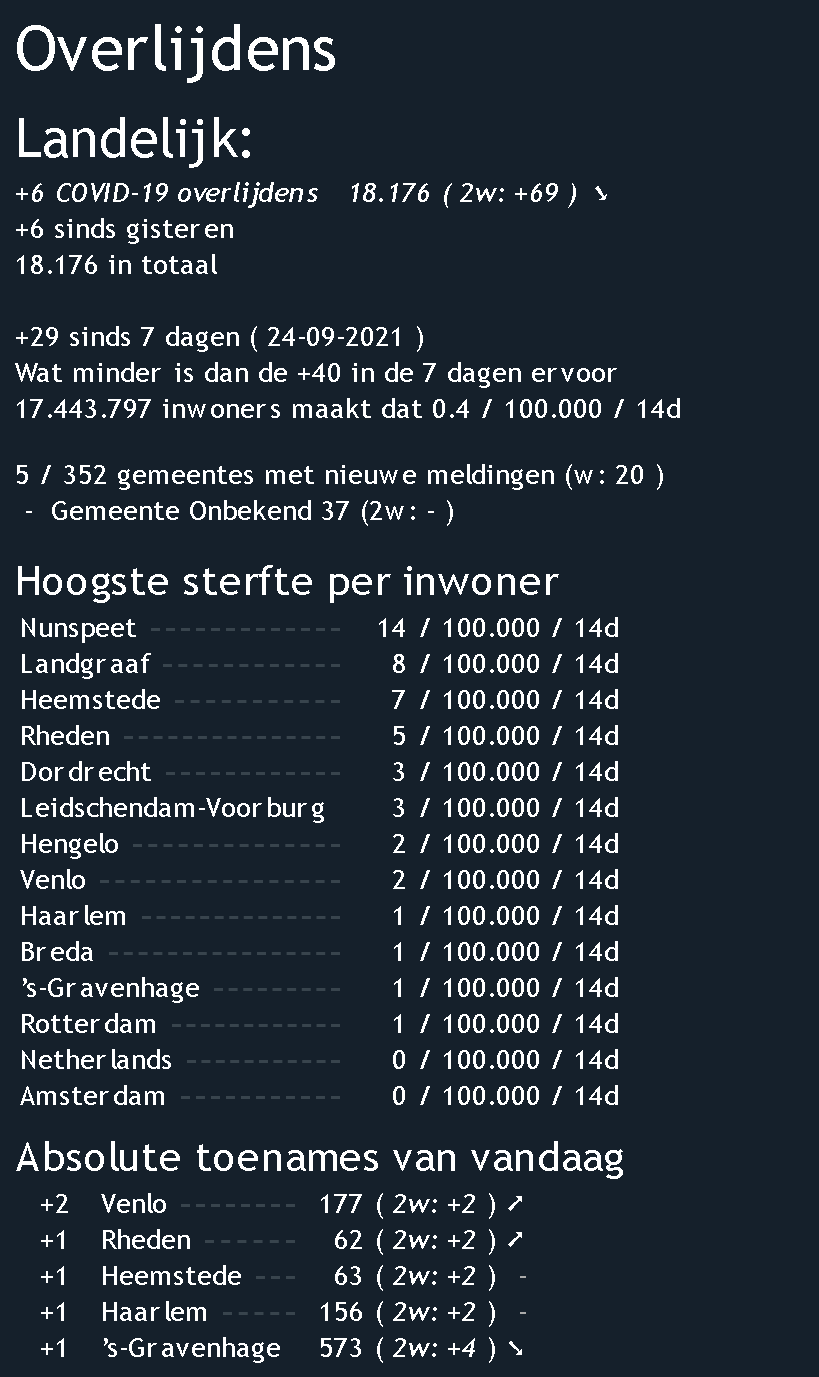 Overlijdens
Landelijk:
+6 COVID-19 overlijdens 18.176 ( 2w: +69 ) ➘
+6 sinds gisteren
18.176 in totaal
+29 sinds 7 dagen ( 24-09-2021 )
Wat minder is dan de +40 in de 7 dagen ervoor
17.443.797 inwoners maakt dat 0.4 / 100.000 / 14d
5 / 352 gemeentes met nieuwe meldingen (w: 20 )
- Gemeente Onbekend 37 (2w: - )
Hoogste sterfte per inwoner
Nunspeet ------------- 14 / 100.000 / 14d
Landgraaf ------------ 8 / 100.000 / 14d
Heemstede ----------- 7 / 100.000 / 14d
Rheden --------------- 5 / 100.000 / 14d
Dordrecht ------------ 3 / 100.000 / 14d
Leidschendam-Voorburg 3 / 100.000 / 14d
Hengelo -------------- 2 / 100.000 / 14d
Venlo ---------------- 2 / 100.000 / 14d
Haarlem -------------- 1 / 100.000 / 14d
Breda ---------------- 1 / 100.000 / 14d
’s-Gravenhage --------- 1 / 100.000 / 14d
Rotterdam ------------ 1 / 100.000 / 14d
Netherlands ----------- 0 / 100.000 / 14d
Amsterdam ----------- 0 / 100.000 / 14d
Absolute toenames van vandaag
+2 Venlo -------- 177 ( 2w: +2 ) ➚
+1 Rheden ------ 62 ( 2w: +2 ) ➚
+1 Heemstede --- 63 ( 2w: +2 ) -
+1 Haarlem ----- 156 ( 2w: +2 ) -
+1 ’s-Gravenhage 573 ( 2w: +4 ) ➘